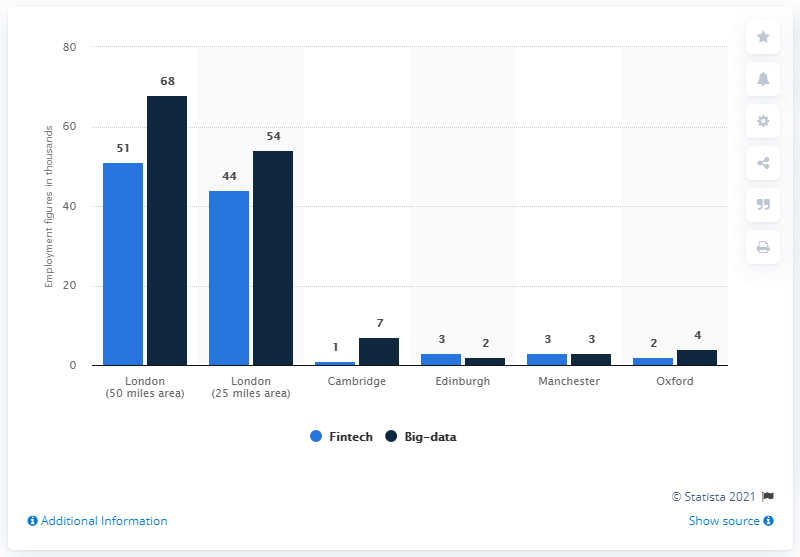 80
60
40
20
0
Employment figures in thousands
51
68
44
54
1
7
3
2
3
3
2
4
London
(50 miles area)
London
(25 miles area)
Cambridge
Edinburgh
Manchester
Oxford
Fintech
Big-data
© Statista 2021
Additional Information
Show source